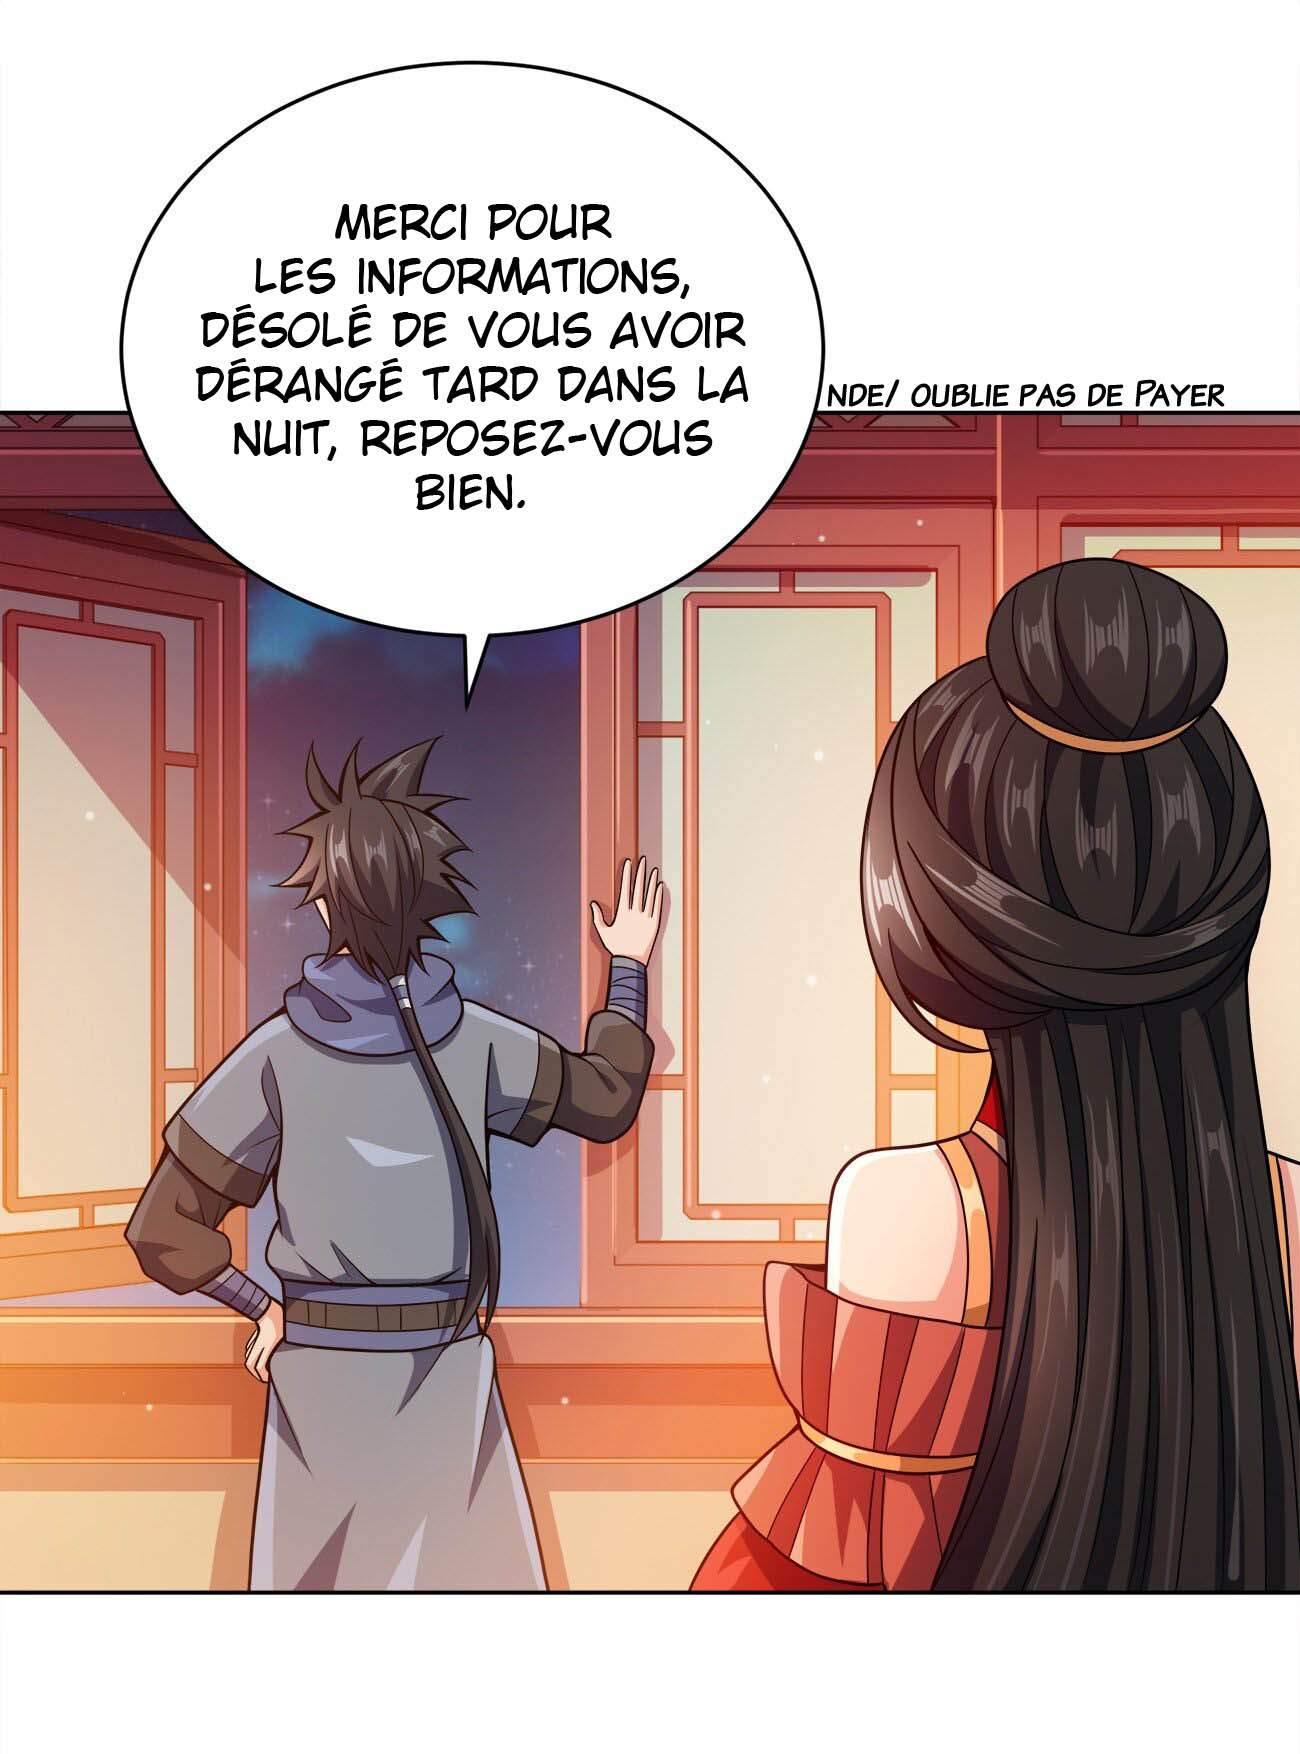 MERCI POUR
LES INFORMATIONS,
DÉSOLÉ DE VOUS AVOIR
DÉRANGÉ TARD DANS LA
NUIT, REPOSEZ-VOUS
BIEN.
NDE/ OUBLIE PAS DE PAYER